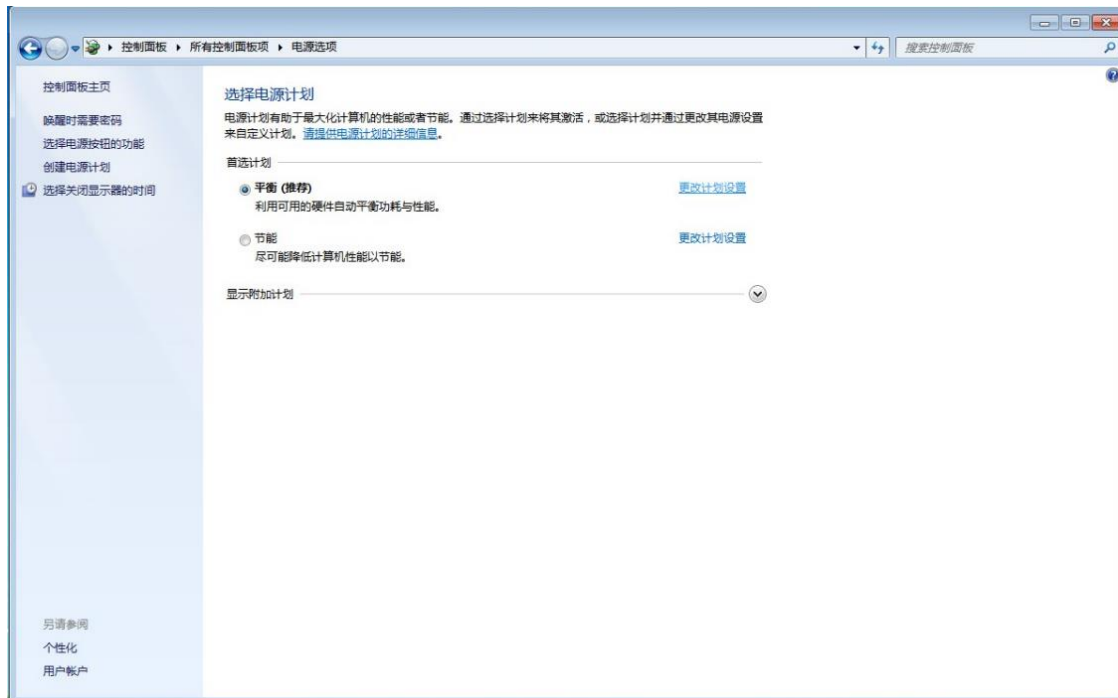 控制面板 ▸ 所有控制面板项 ▸ 电源选项
搜索控制面板
控制面板主页
唤醒时需要密码
选择电源按钮的功能
创建电源计划
选择关闭显示器的时间
选择电源计划
电源计划有助于最大化计算机的性能或者节能。通过选择计划来将其激活，或选择计划并通过更改其电源设置
来自定义计划。请提供电源计划的详细信息。
首选计划
平衡 (推荐) 更改计划设置
利用可用的硬件自动平衡功耗与性能。
节能 更改计划设置
尽可能降低计算机性能以节能。
显示附加计划
另请参阅
个性化
用户帐户